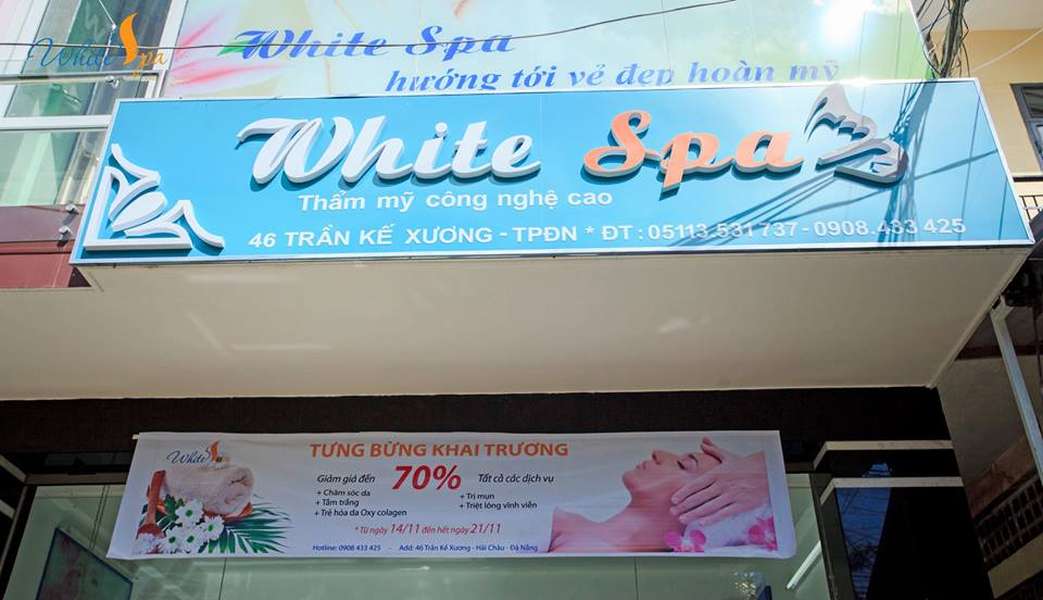 White Spa
White Spa
hướng tới vẻ đẹp hoàn mỹ
White Spa
Thẩm mỹ công nghệ cao
46 TRẦN KẾ XƯƠNG - TPĐN * ĐT : 05113.531 737 - 0908.433 425
White
TƯNG BỪNG KHAI TRƯƠNG
Giảm giá đến 70% Tất cả các dịch vụ
+ Chăm sóc da + Trị mụn
+ Tắm trắng + Triệt lông vĩnh viễn
+ Trẻ hóa da Oxy colagen
* Từ ngày 14/11 đến hết ngày 21/11
Hotline: 0908 433 425 - Add: 46 Trần Kế Xương - Hải Châu - Đà Nẵng